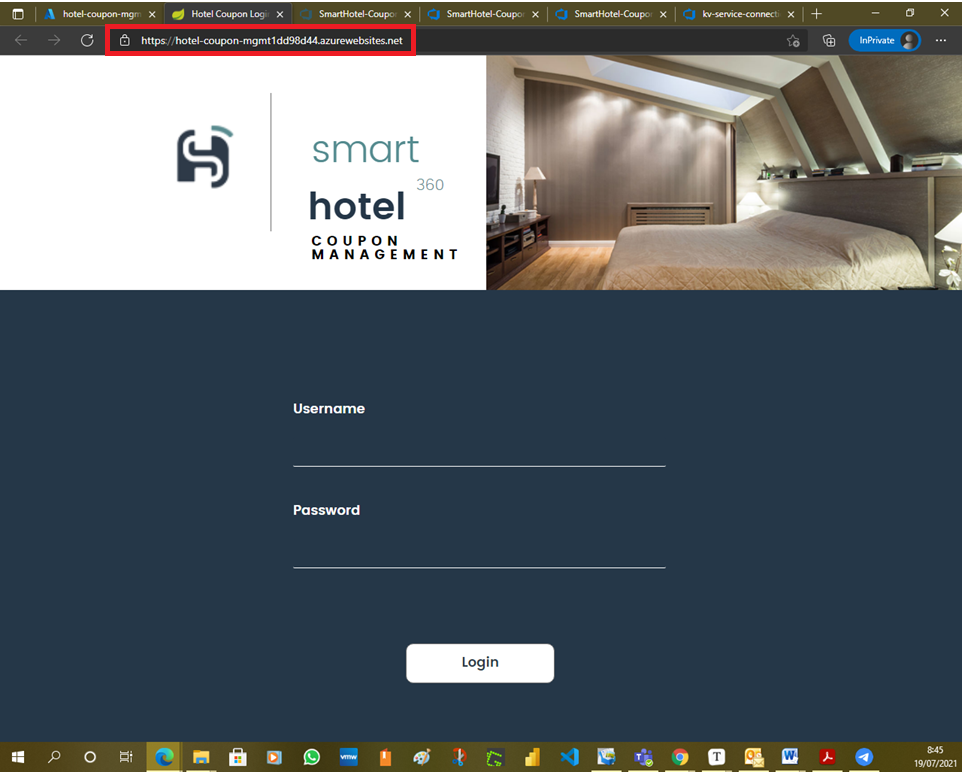 hotel-coupon-mgm
Hotel Coupon Logi
SmartHotel-Coupo
SmartHotel-Coupo
SmartHotel-Coupo
kv-service-connecti
https://hotel-coupon-mgmt1dd98d44.azurewebsites.net
InPrivate
smart
hotel 360
COUPON
MANAGEMENT
Username
Password
Login
vmw
8:45
19/07/2021